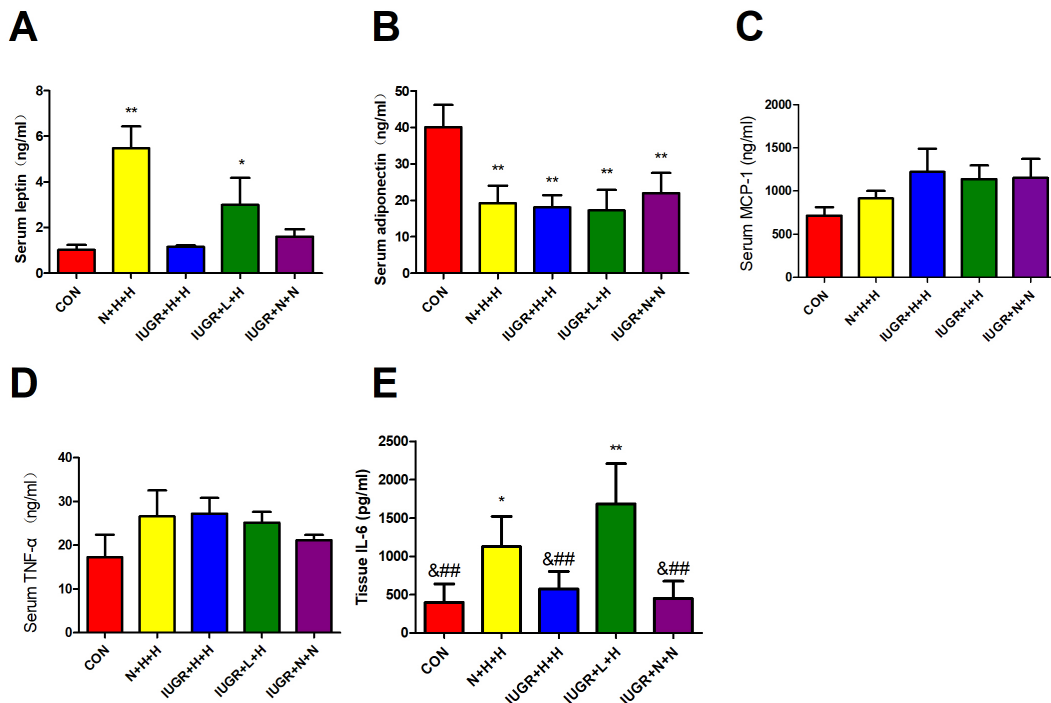 A
Serum leptin（ng/ml）
8
6
4
2
0
**
*
CON
N+H+H
IUGR+H+H
IUGR+L+H
IUGR+N+N
B
Serum adiponectin（ng/ml）
50
40
30
20
10
0
**
**
**
**
CON
N+H+H
IUGR+H+H
IUGR+L+H
IUGR+N+N
C
Serum MCP-1 (ng/ml)
2000
1500
1000
500
0
CON
N+H+H
IUGR+H+H
IUGR+H+H
IUGR+N+N
D
Serum TNF-α（ng/ml）
40
30
20
10
0
CON
N+H+H
IUGR+H+H
IUGR+L+H
IUGR+N+N
E
Tissue IL-6 (pg/ml)
2500
2000
1500
1000
500
0
&##
*
&##
**
&##
CON
N+H+H
IUGR+H+H
IUGR+L+H
IUGR+N+N